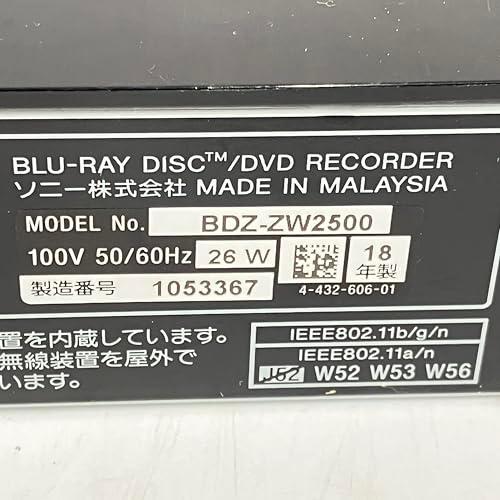 BLU-RAY DISC™/DVD RECORDER
ソニー株式会社 MADE IN MALAYSIA
MODEL No. BDZ-ZW2500
100V 50/60Hz 26 W 18年製
製造番号 1053367 4-432-606-01
置を内蔵しています。
無線装置を屋外で
います。
IEEE802.11b/g/n
IEEE802.11a/n
J52 W52 W53 W56